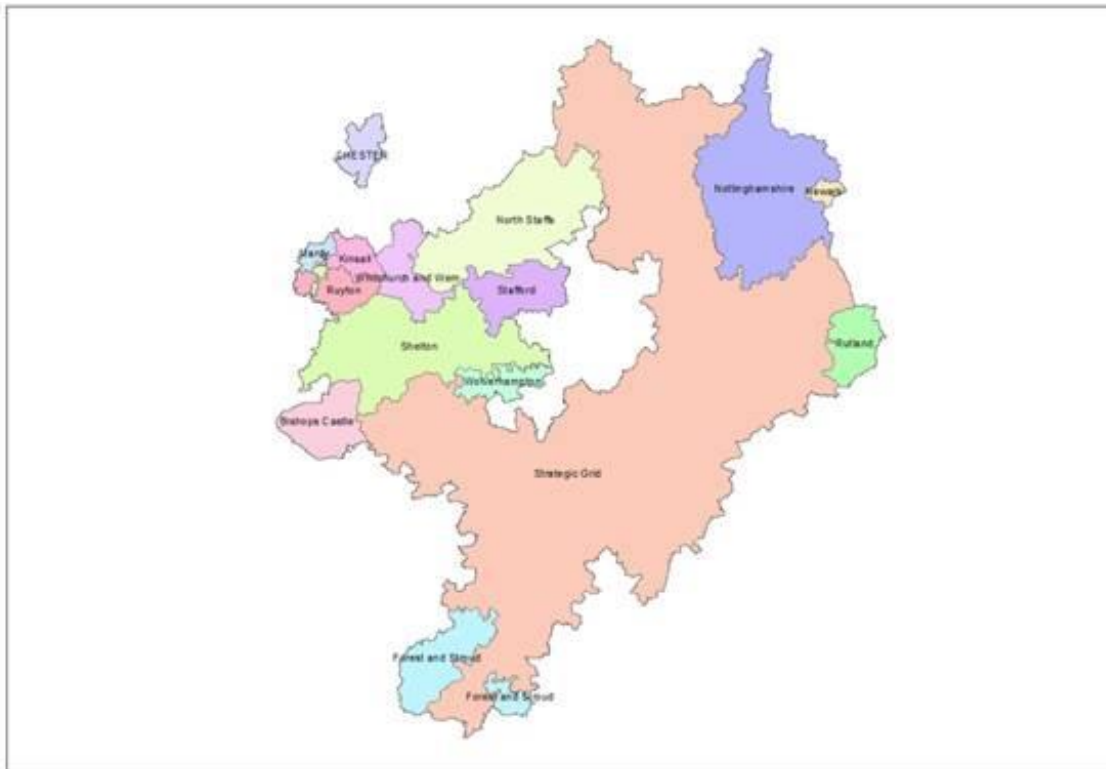 CHESTER
Nottinghamshire
Newark
North Staffs
Mardy
Kinsall
Whitchurch and Wem
Ruyton
Stafford
Shelton
Rutland
Wolverhampton
Bishops Castle
Strategic Grid
Forest and Stroud
Forest and Stroud